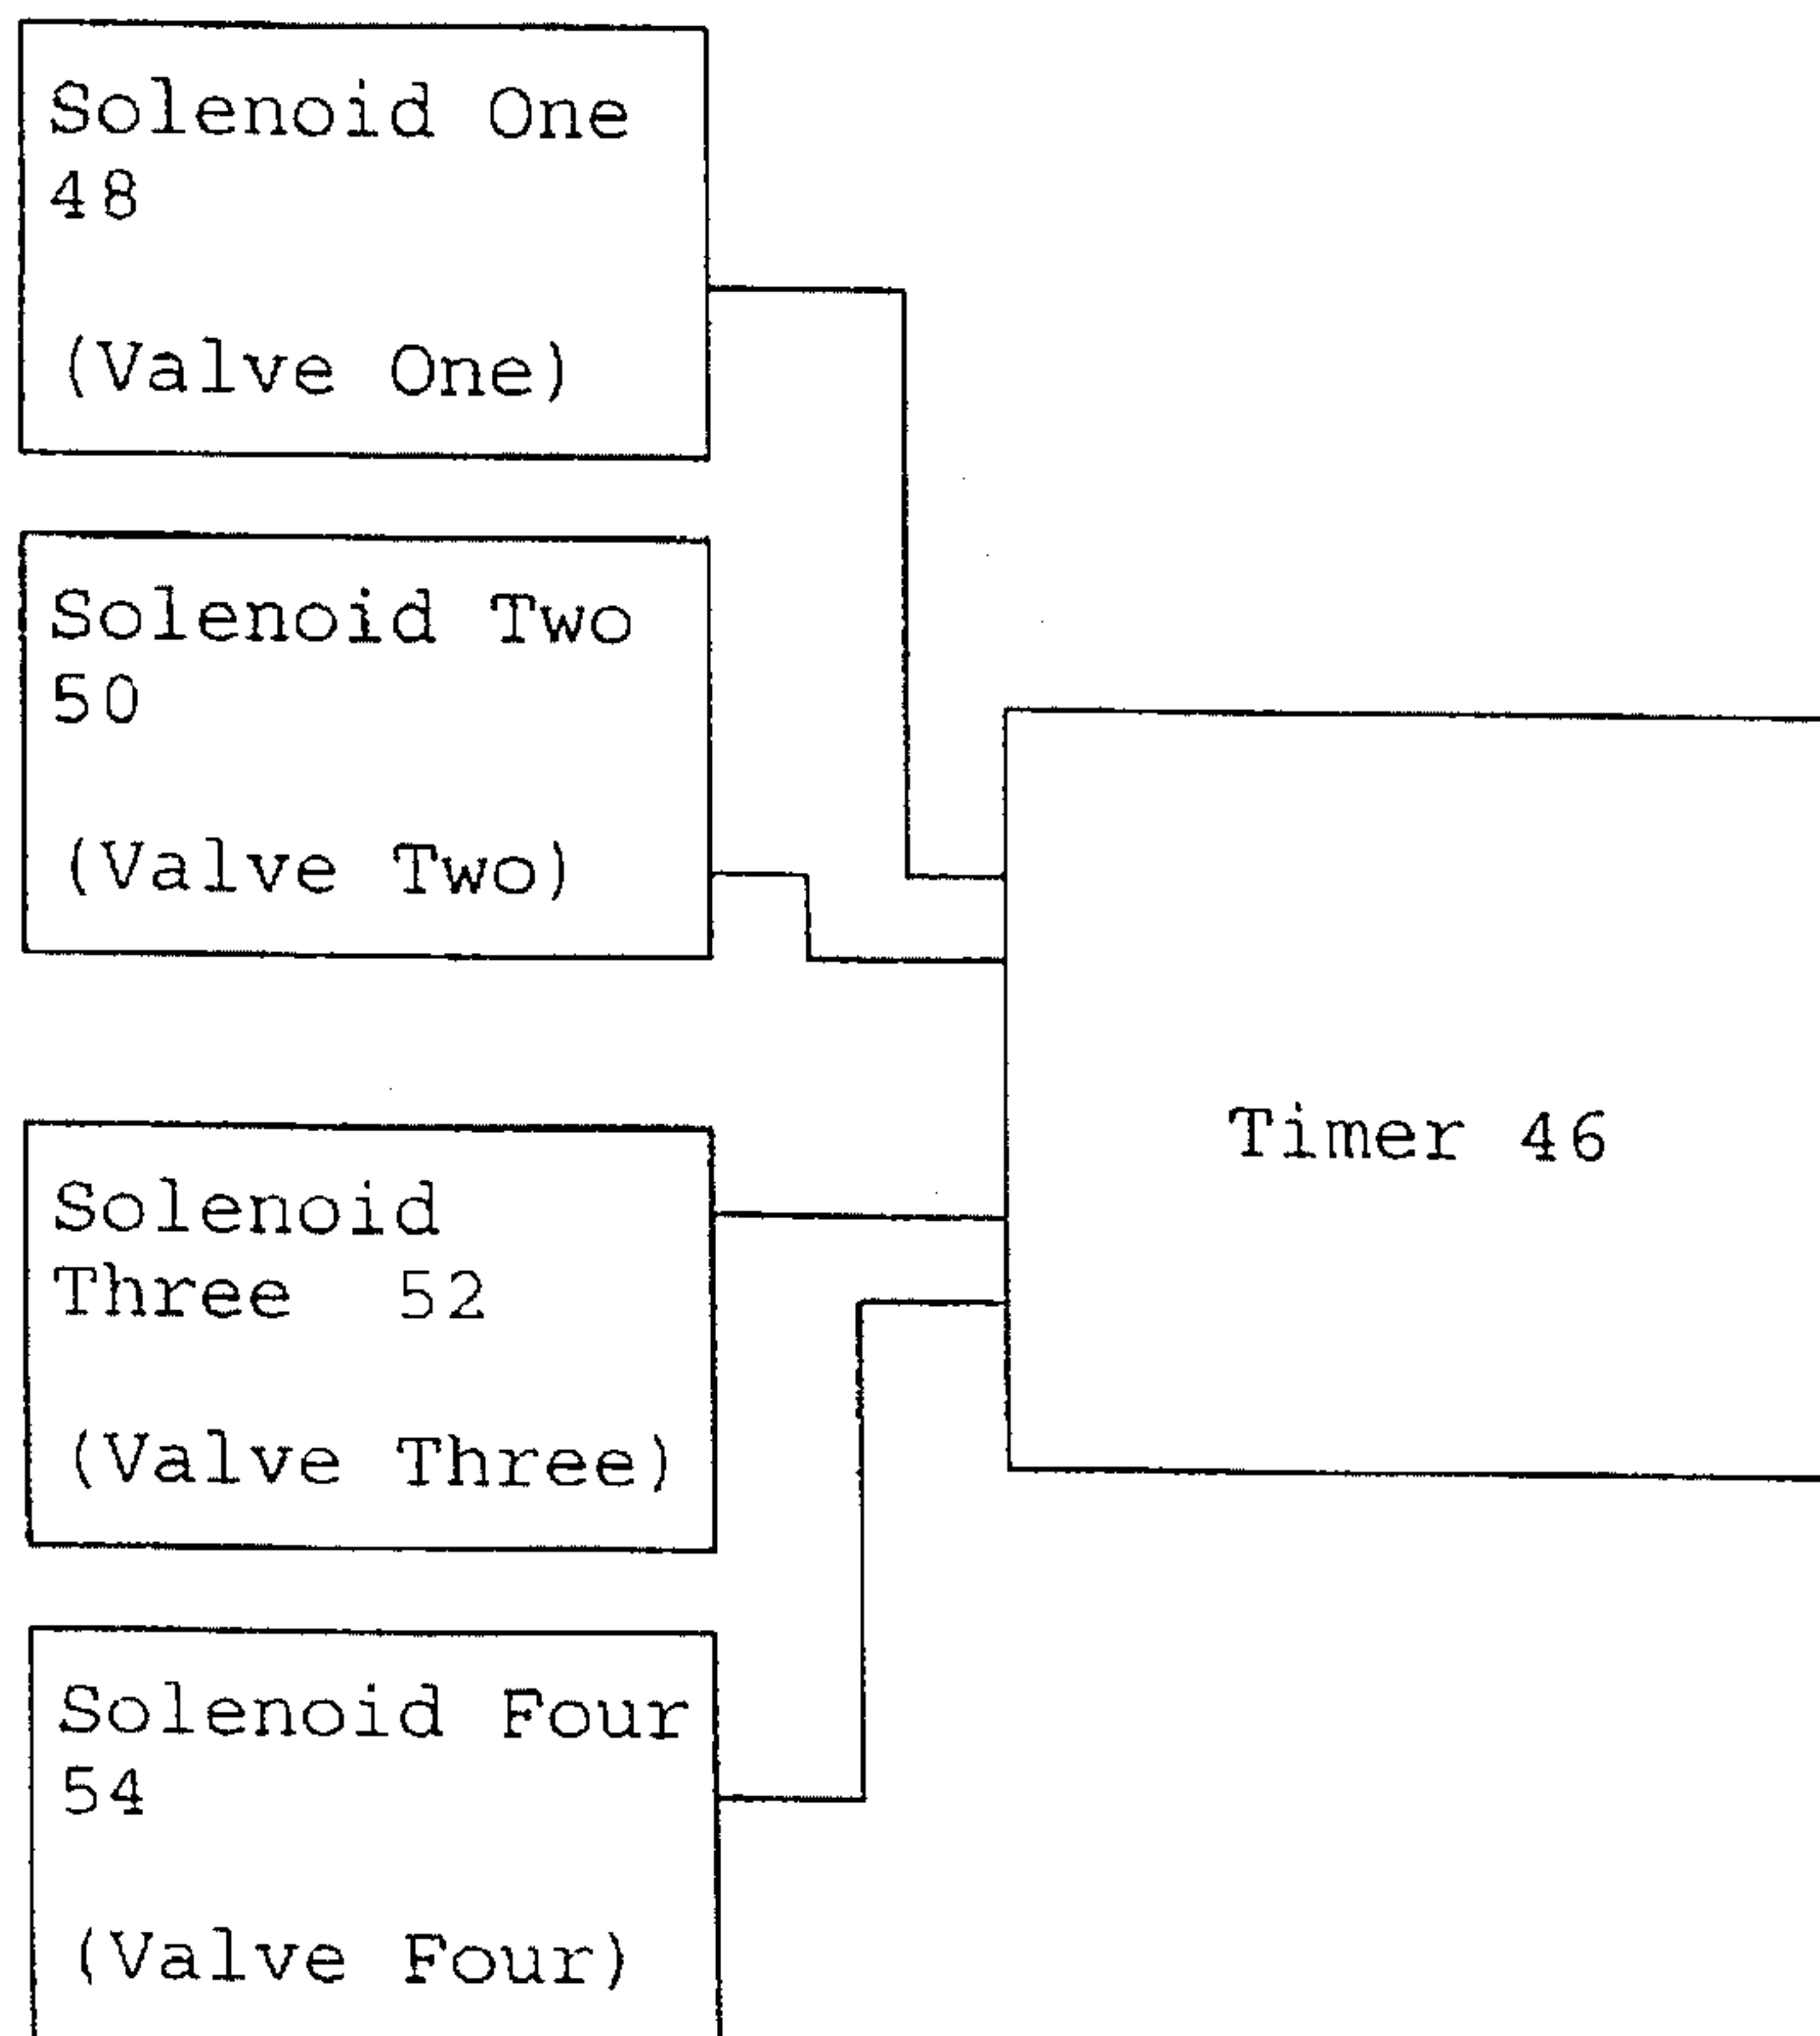 Solenoid One
48
(Valve One)
Solenoid Two
50
(Valve Two)
Solenoid
Three 52
(Valve Three)
Solenoid Four
54
(Valve Four)
Timer 46